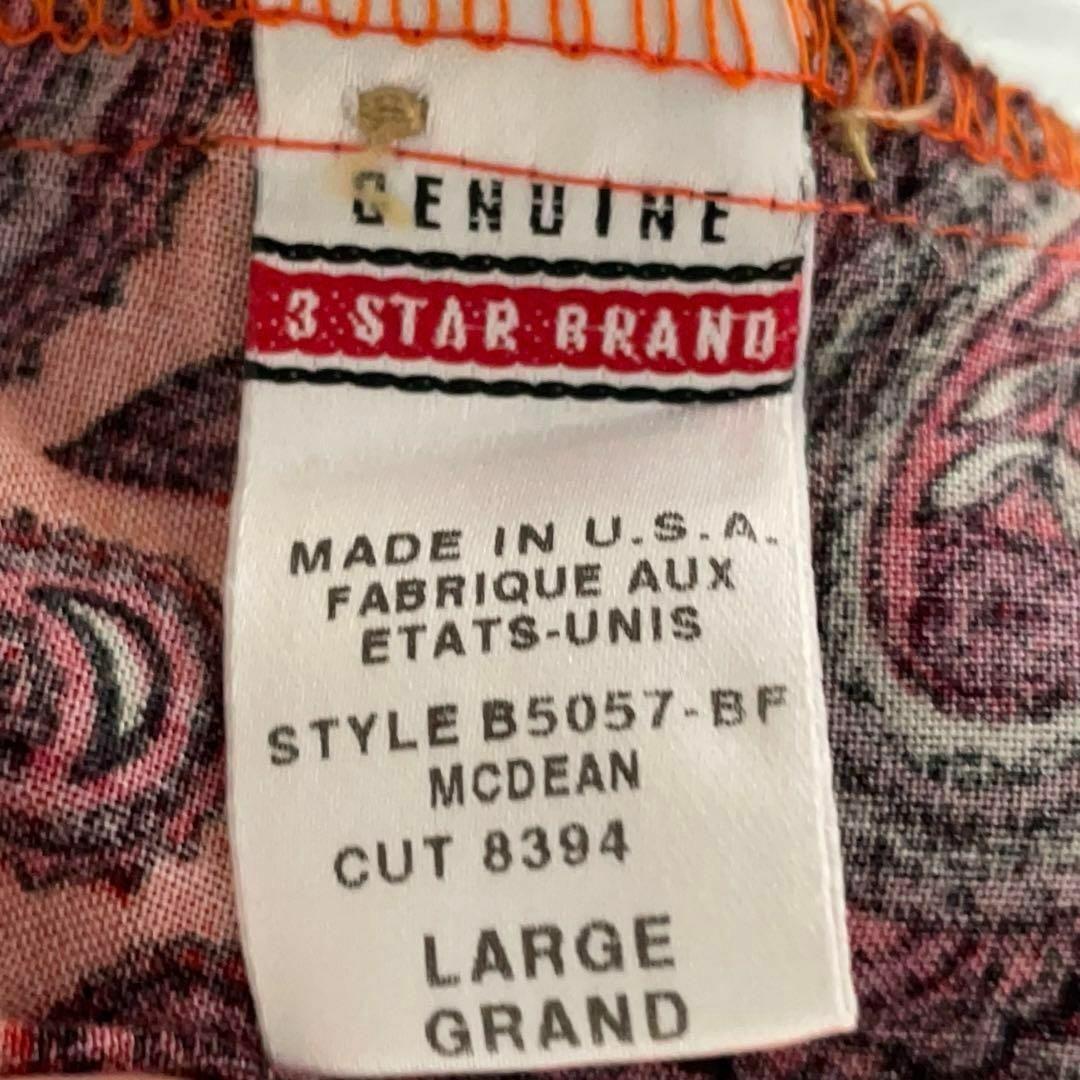 GENUINE
3 STAR BRAND
MADE IN U.S.A.
FABRIQUE AUX
ETATS-UNIS
STYLE B5057-BF
MCDEAN
CUT 8394
LARGE
GRAND